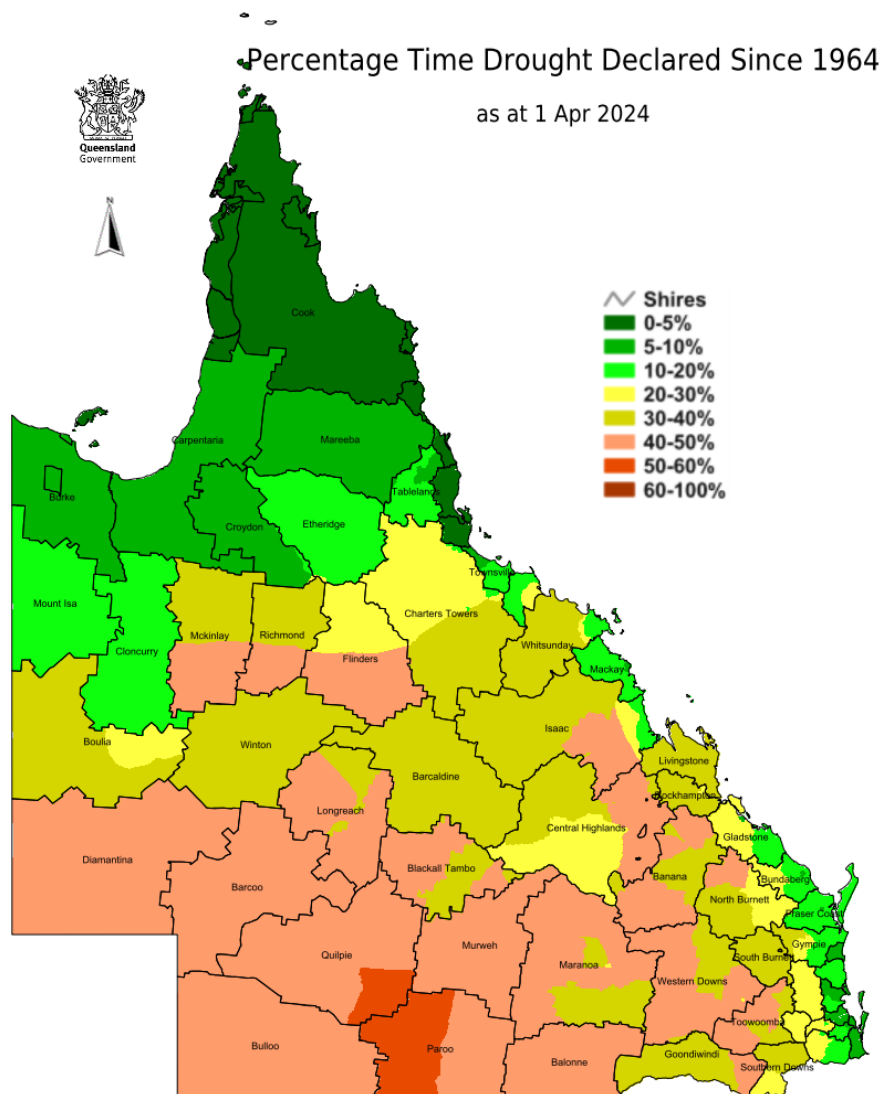 Percentage Time Drought Declared Since 1964
as at 1 Apr 2024
Queensland
Government
N
Shires
0-5%
5-10%
10-20%
20-30%
30-40%
40-50%
50-60%
60-100%
Cook
Carpentaria
Mareeba
Burke
Tablelands
Croydon
Etheridge
Townsville
Mount Isa
Charters Towers
Mckinlay
Richmond
Whitsunday
Cloncurry
Flinders
Mackay
Isaac
Boulia
Winton
Livingstone
Barcaldine
Rockhampton
Longreach
Central Highlands
Gladstone
Diamantina
Blackall Tambo
Banana
Bundaberg
Barcoo
North Burnett
Fraser Coast
Murweh
Gympie
Quilpie
South Burnett
Maranoa
Western Downs
Toowoomba
Bulloo
Paroo
Balonne
Goondiwindi
Southern Downs